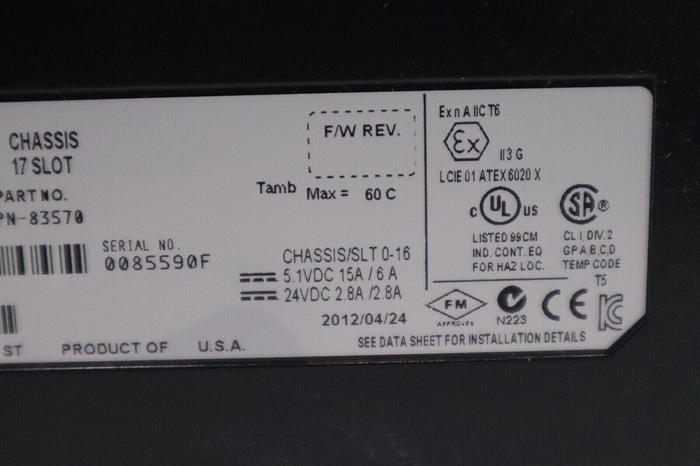 CHASSIS
17 SLOT
PART NO.
PN-83570
SERIAL NO.
0085590F
ST PRODUCT OF U.S.A.
F/W REV.
Tamb Max = 60 C
CHASSIS/SLT 0-16
5.1VDC 15A / 6 A
24VDC 2.8A /2.8A
2012/04/24
Ex n A IIC T6
Ex
II 3 G
LCIE 01 ATEX 6020 X
c UL US
LISTED 99CM
IND. CONT. EQ
FOR HAZ LOC.
SA ®
CL I, DIV. 2
GP A,B,C,D
TEMP CODE
T5
FM
APPROVED
N223
CE
SEE DATA SHEET FOR INSTALLATION DETAILS